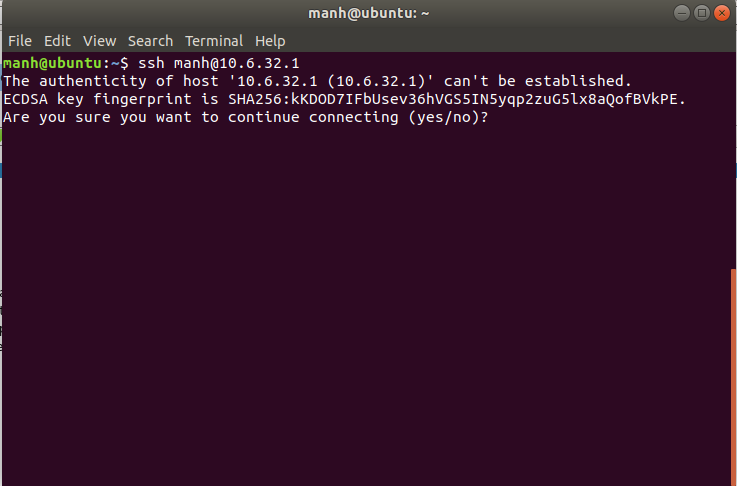 manh@ubuntu: ~
File Edit View Search Terminal Help
manh@ubuntu:~$ ssh manh@10.6.32.1
The authenticity of host '10.6.32.1 (10.6.32.1)' can't be established.
ECDSA key fingerprint is SHA256:kKDOD7IFbUsev36hVGS5IN5yqp2zuG5lx8aQofBVkPE.
Are you sure you want to continue connecting (yes/no)?